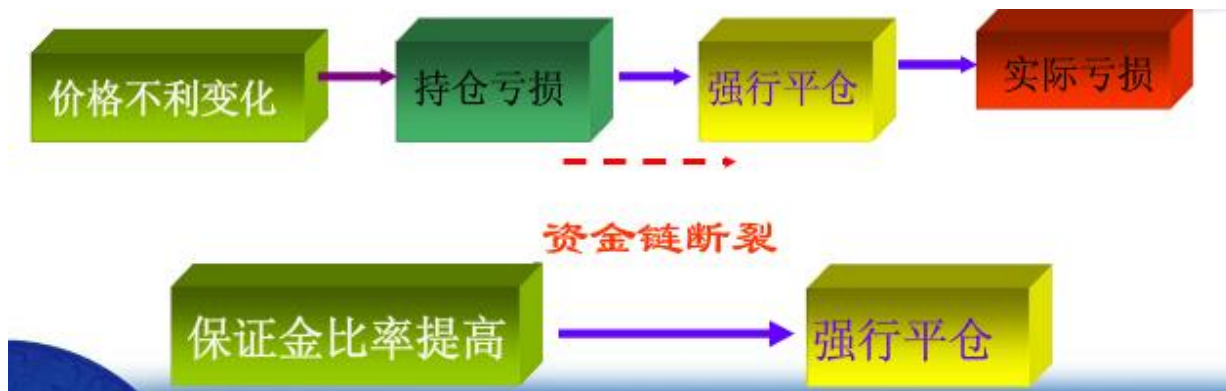 价格不利变化
持仓亏损
强行平仓
实际亏损
资金链断裂
保证金比率提高
强行平仓